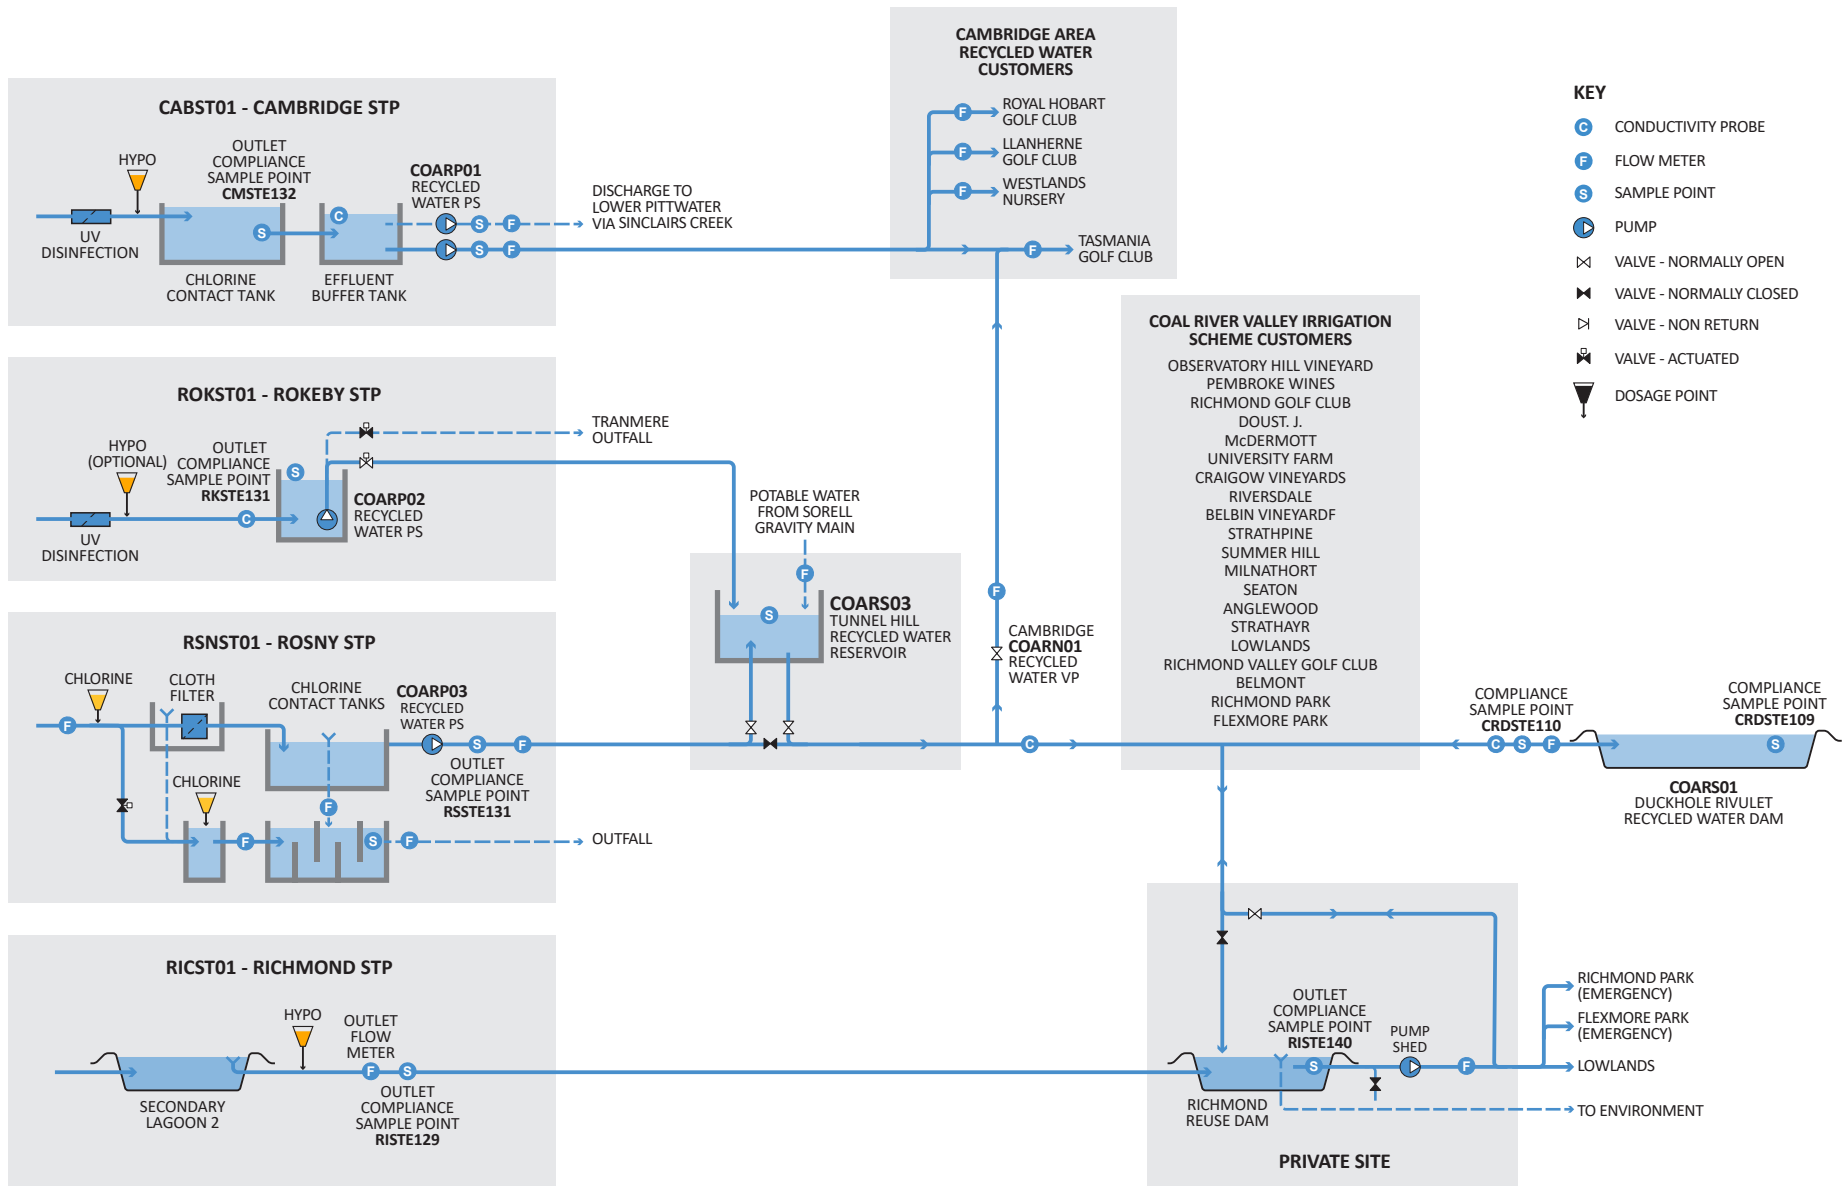 CAMBRIDGE AREA
RECYCLED WATER
CUSTOMERS
ROYAL HOBART
GOLF CLUB
LLANHERNE
GOLF CLUB
WESTLANDS
NURSERY
TASMANIA
GOLF CLUB
KEY
C CONDUCTIVITY PROBE
F FLOW METER
S SAMPLE POINT
PUMP
VALVE - NORMALLY OPEN
VALVE - NORMALLY CLOSED
VALVE - NON RETURN
VALVE - ACTUATED
DOSAGE POINT
CABST01 - CAMBRIDGE STP
HYPO
UV
DISINFECTION
OUTLET
COMPLIANCE
SAMPLE POINT
CMSTE132
S
CHLORINE
CONTACT TANK
C
EFFLUENT
BUFFER TANK
COARP01
RECYCLED
WATER PS
S F
S F
DISCHARGE TO
LOWER PITTWATER
VIA SINCLAIRS CREEK
F
F
F
F
ROKST01 - ROKEBY STP
HYPO
(OPTIONAL)
UV
DISINFECTION
OUTLET
COMPLIANCE
SAMPLE POINT
RKSTE131
C
S
COARP02
RECYCLED
WATER PS
TRANMERE
OUTFALL
POTABLE WATER
FROM SORELL
GRAVITY MAIN
F
S
COARS03
TUNNEL HILL
RECYCLED WATER
RESERVOIR
F
CAMBRIDGE
COARN01
RECYCLED
WATER VP
C
COAL RIVER VALLEY IRRIGATION
SCHEME CUSTOMERS
OBSERVATORY HILL VINEYARD
PEMBROKE WINES
RICHMOND GOLF CLUB
DOUST. J.
McDERMOTT
UNIVERSITY FARM
CRAIGOW VINEYARDS
RIVERSDALE
BELBIN VINEYARDF
STRATHPINE
SUMMER HILL
MILNATHORT
SEATON
ANGLEWOOD
STRATHAYR
LOWLANDS
RICHMOND VALLEY GOLF CLUB
BELMONT
RICHMOND PARK
FLEXMORE PARK
COMPLIANCE
SAMPLE POINT
CRDSTE110
C S F
COMPLIANCE
SAMPLE POINT
CRDSTE109
S
COARS01
DUCKHOLE RIVULET
RECYCLED WATER DAM
RSNST01 - ROSNY STP
CHLORINE
F
CLOTH
FILTER
CHLORINE
CONTACT TANKS
COARP03
RECYCLED
WATER PS
S F
OUTLET
COMPLIANCE
SAMPLE POINT
RSSTE131
CHLORINE
F
F
S F
OUTFALL
RICST01 - RICHMOND STP
HYPO
SECONDARY
LAGOON 2
OUTLET
FLOW
METER
F S
OUTLET
COMPLIANCE
SAMPLE POINT
RISTE129
OUTLET
COMPLIANCE
SAMPLE POINT
RISTE140
S
PUMP
SHED
F
RICHMOND
REUSE DAM
RICHMOND PARK
(EMERGENCY)
FLEXMORE PARK
(EMERGENCY)
LOWLANDS
TO ENVIRONMENT
PRIVATE SITE